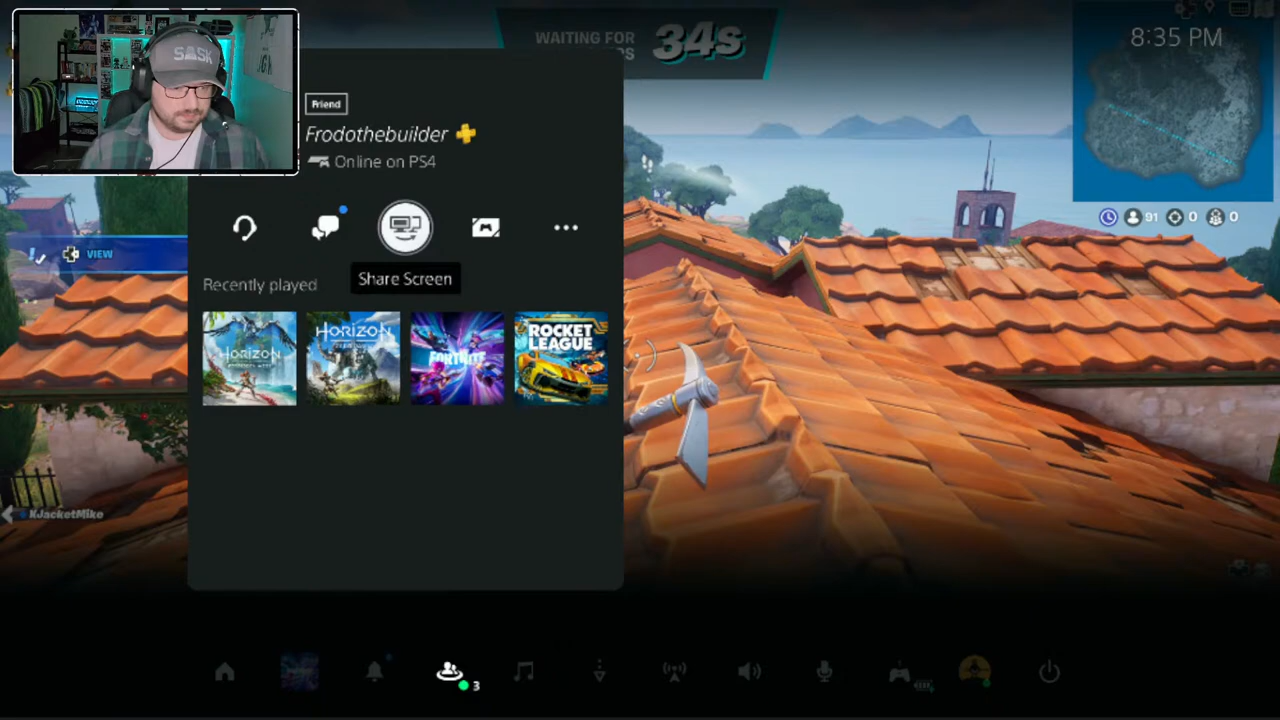 SASK
WAITING FOR
34s
8:35 PM
Friend
Frodothebuilder
Online on PS4
91
0
0
VIEW
Share Screen
Recently played
HORIZON
HORIZON
FORTNITE
ROCKET
LEAGUE
KJacketMike
3